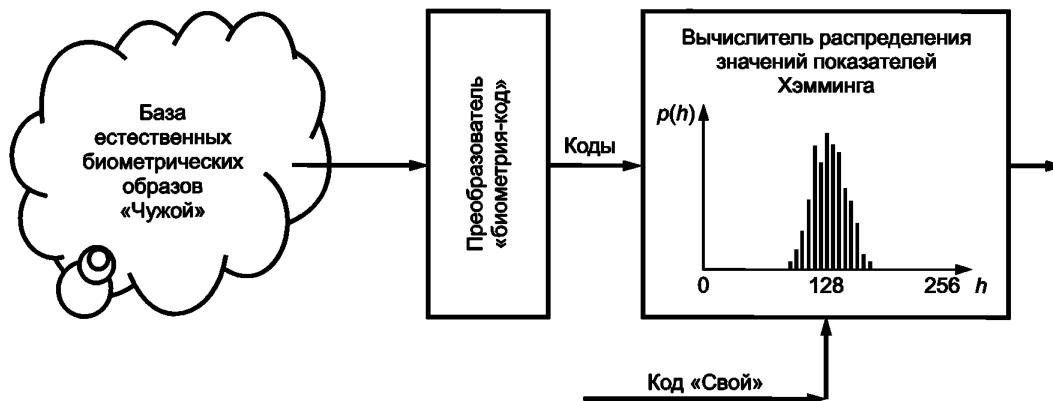 База
естественных
биометрических
образов
«Чужой»
Преобразователь
«биометрия-код»
Коды
Вычислитель распределения
значений показателей
Хэмминга
p(h)
0
128
256
h
Код «Свой»